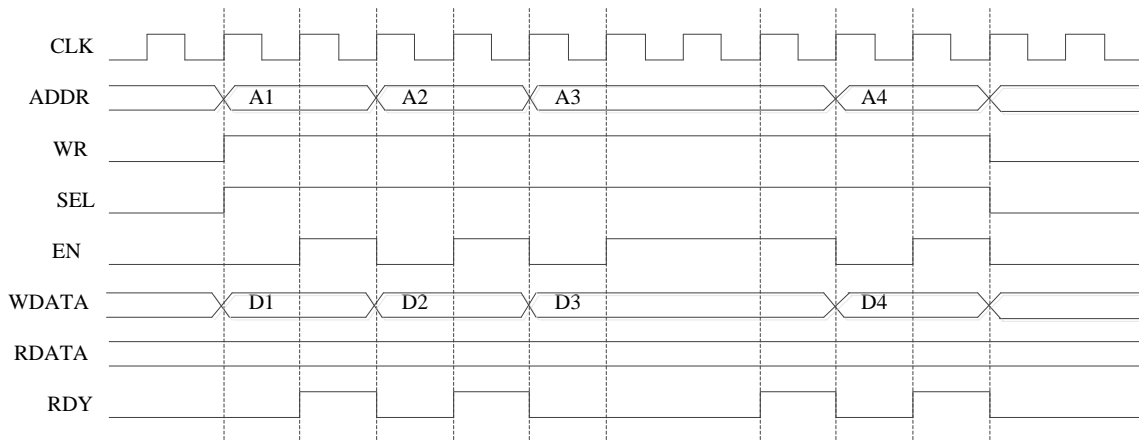 CLK
ADDR A1 A2 A3 A4
WR
SEL
EN
WDATA D1 D2 D3 D4
RDATA
RDY